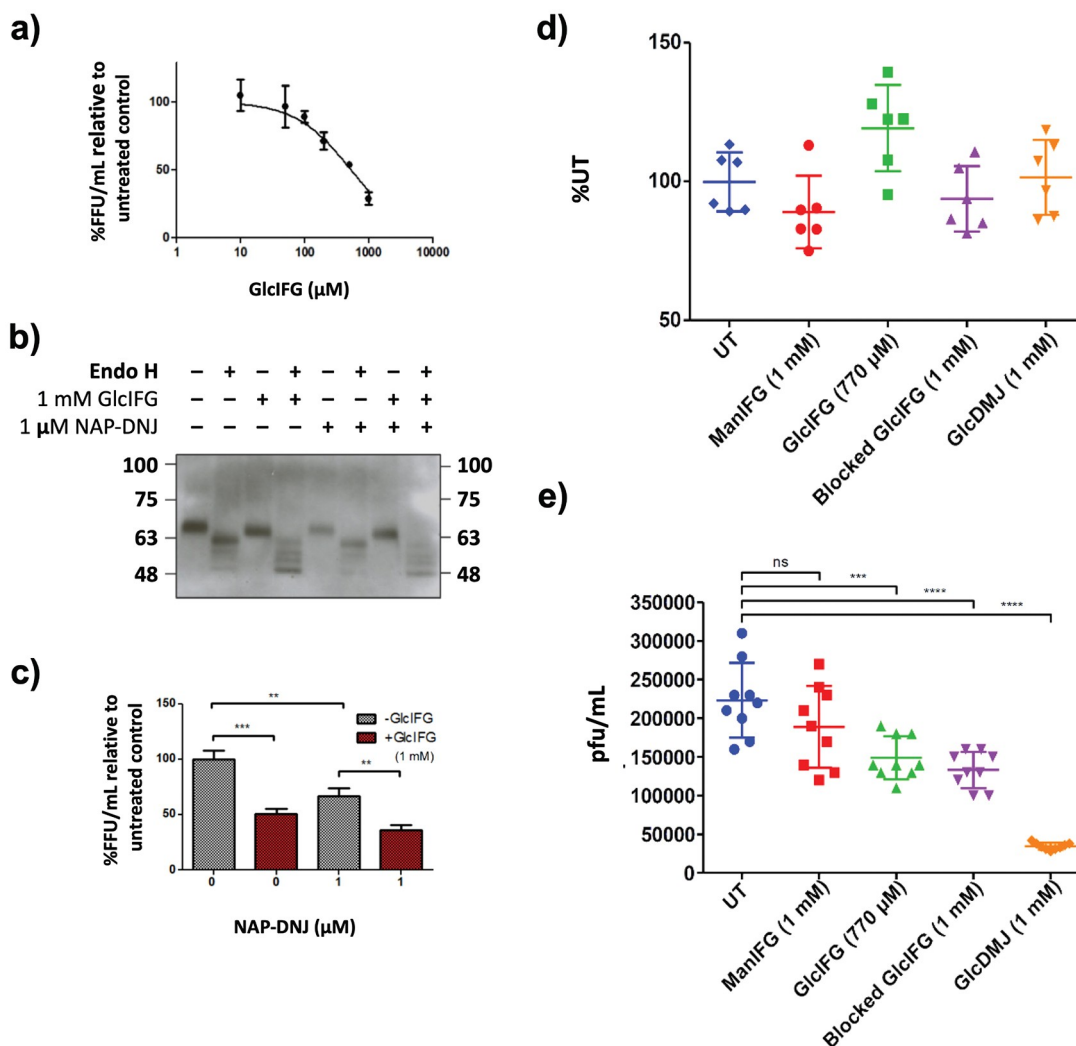 a)
%FFU/mL relative to
untreated control
100
50
0
1
10
100
1000
10000
GlcIFG (µM)
b)
Endo H
– + – + – + – +
1 mM GlcIFG
– – + + – – + +
1 µM NAP-DNJ
– – – – + + + +
100
75
63
48
100
75
63
48
c)
%FFU/mL relative to
untreated control
150
100
50
0
**
***
**
-GlcIFG
+GlcIFG
(1 mM)
0
0
1
1
NAP-DNJ (µM)
d)
%UT
150
100
50
UT
ManIFG (1 mM)
GlcIFG (770 µM)
Blocked GlcIFG (1 mM)
GlcDMJ (1 mM)
e)
ns
***
****
****
pfu/mL
350000
300000
250000
200000
150000
100000
50000
0
UT
ManIFG (1 mM)
GlcIFG (770 µM)
Blocked GlcIFG (1 mM)
GlcDMJ (1 mM)